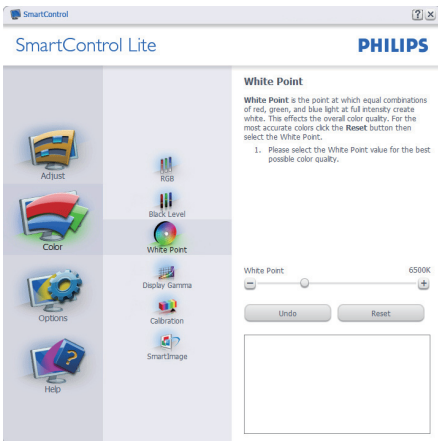 SmartControl
SmartControl Lite
PHILIPS
Adjust
Color
Options
Help
RGB
Black Level
White Point
Display Gamma
Calibration
SmartImage
White Point
White Point is the point at which equal combinations
of red, green, and blue light at full intensity create
white. This effects the overall color quality. For the
most accurate colors click the Reset button then
select the White Point.
1. Please select the White Point value for the best
possible color quality.
White Point 6500K
Undo Reset